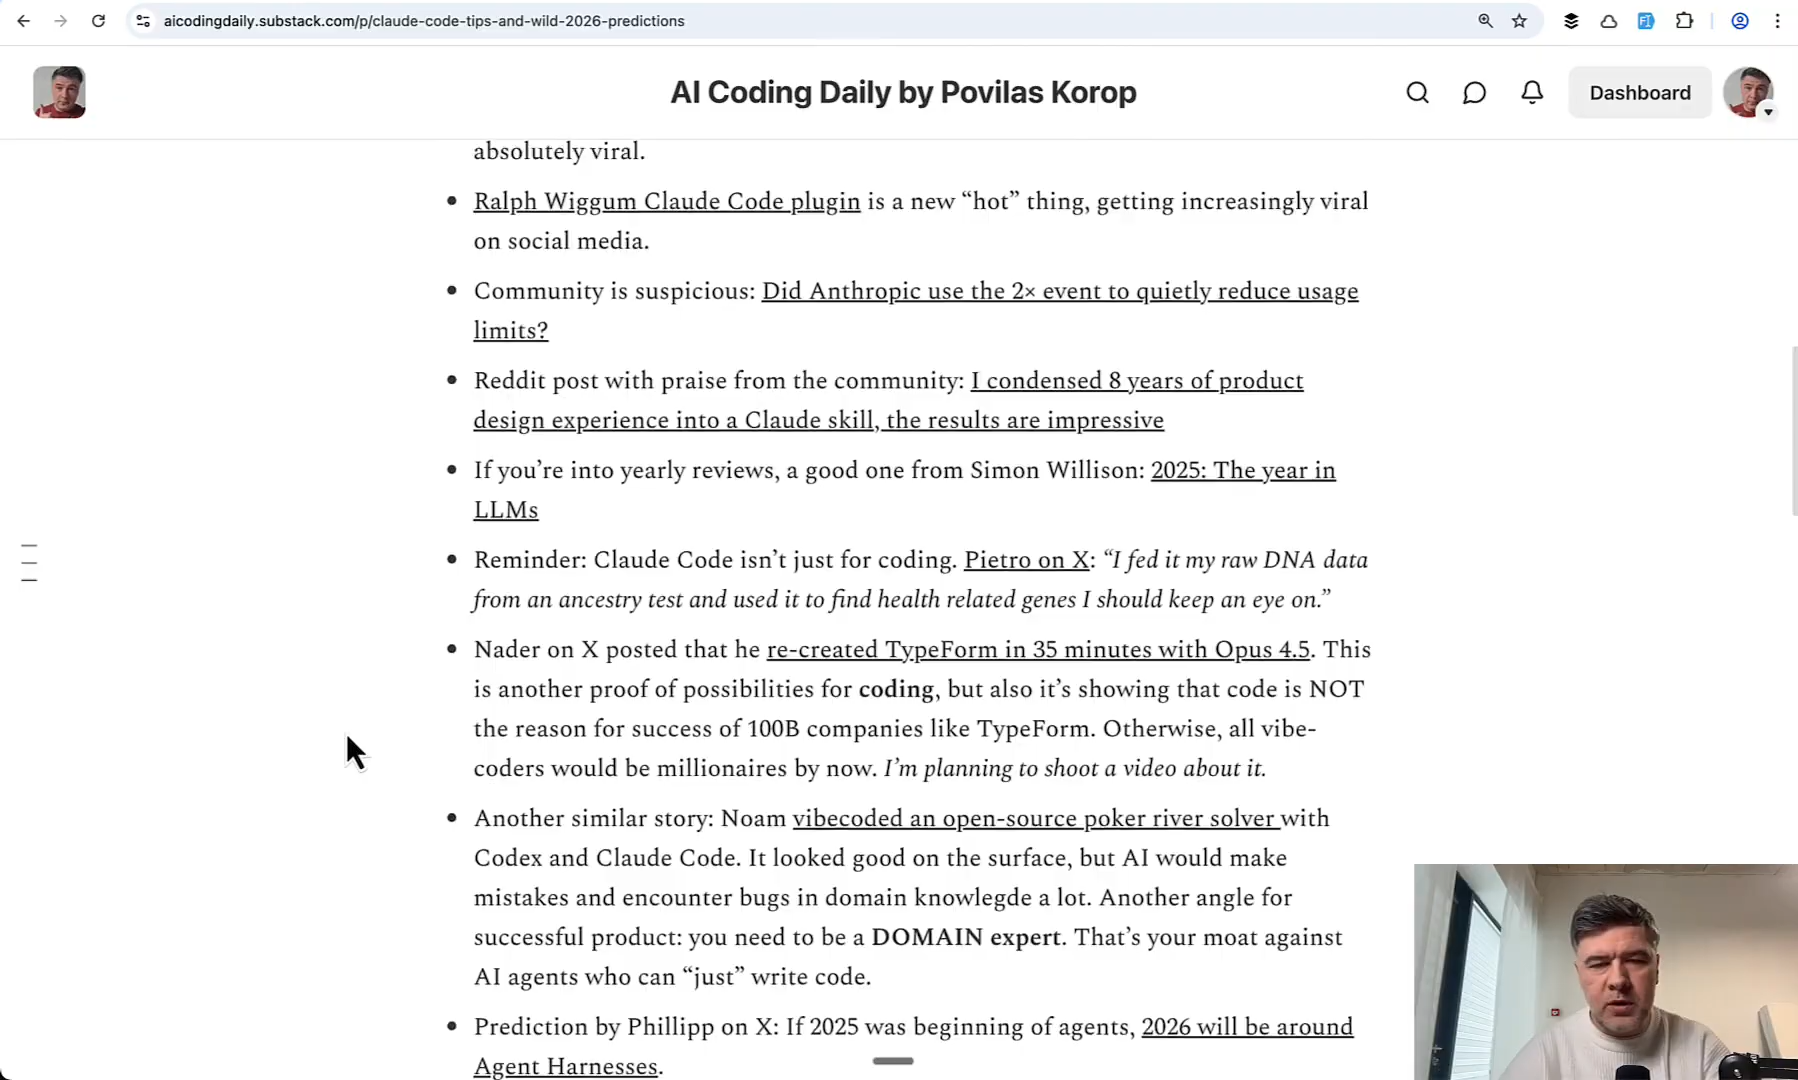 aicodingdaily.substack.com/p/claude-code-tips-and-wild-2026-predictions
AI Coding Daily by Povilas Korop
Dashboard
absolutely viral.
Ralph Wiggum Claude Code plugin is a new “hot” thing, getting increasingly viral
on social media.
Community is suspicious: Did Anthropic use the 2× event to quietly reduce usage
limits?
Reddit post with praise from the community: I condensed 8 years of product
design experience into a Claude skill, the results are impressive
If you’re into yearly reviews, a good one from Simon Willison: 2025: The year in
LLMs
Reminder: Claude Code isn’t just for coding. Pietro on X: “I fed it my raw DNA data
from an ancestry test and used it to find health related genes I should keep an eye on.”
Nader on X posted that he re-created TypeForm in 35 minutes with Opus 4.5. This
is another proof of possibilities for coding, but also it’s showing that code is NOT
the reason for success of 100B companies like TypeForm. Otherwise, all vibe-
coders would be millionaires by now. I’m planning to shoot a video about it.
Another similar story: Noam vibecoded an open-source poker river solver with
Codex and Claude Code. It looked good on the surface, but AI would make
mistakes and encounter bugs in domain knowlegde a lot. Another angle for
successful product: you need to be a DOMAIN expert. That’s your moat against
AI agents who can “just” write code.
Prediction by Phillipp on X: If 2025 was beginning of agents, 2026 will be around
Agent Harnesses.